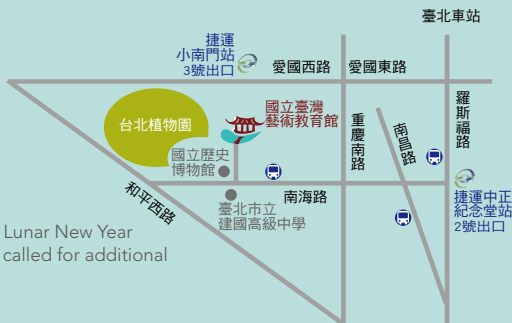 臺北車站
捷運
小南門站
3號出口
愛國西路
愛國東路
國立臺灣
藝術教育館
台北植物園
國立歷史
博物館
重慶南路
南昌路
羅斯福路
和平西路
南海路
臺北市立
建國高級中學
捷運中正
紀念堂站
2號出口
Lunar New Year
called for additional